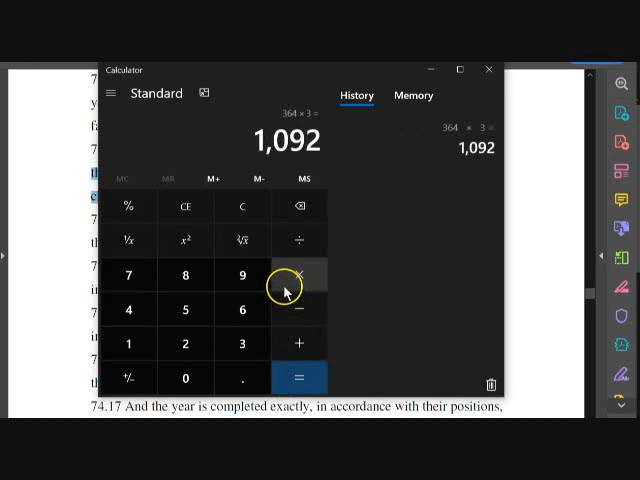 Calculator
Standard
History
Memory
364 × 3 =
1,092
364 × 3 =
1,092
MC MR M+ M- MS
% CE C
¹/x x² ²√x ÷
7 8 9 ×
4 5 6 −
1 2 3 +
+/- 0 . =
74.17 And the year is completed exactly, in accordance with their positions,